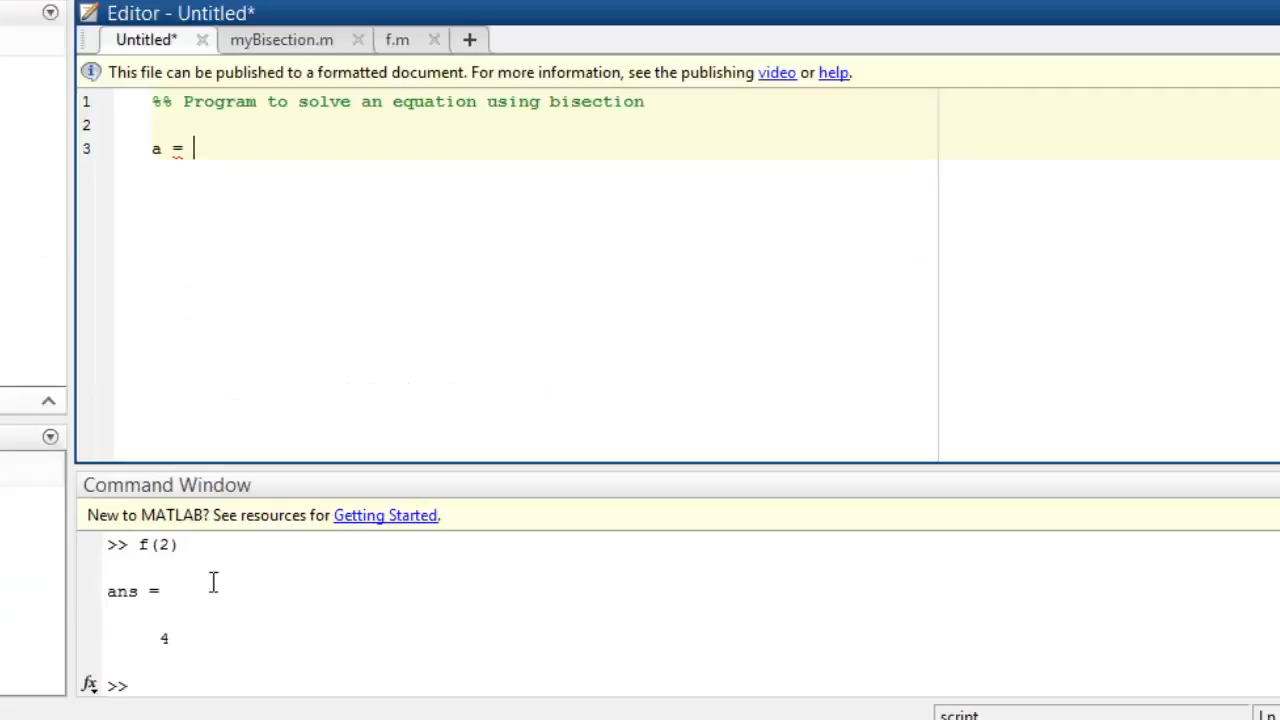 Editor - Untitled*
Untitled* myBisection.m f.m +
This file can be published to a formatted document. For more information, see the publishing video or help.
1 %% Program to solve an equation using bisection
2
3 a =
Command Window
New to MATLAB? See resources for Getting Started.
>> f(2)
ans =
4
fx >>
script Ln